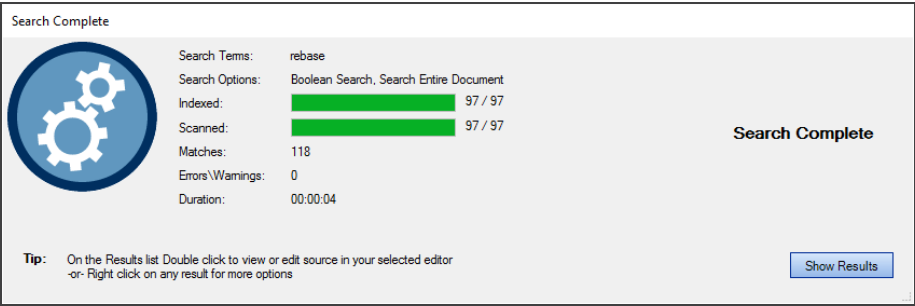 Search Complete
Search Terms: rebase
Search Options: Boolean Search, Search Entire Document
Indexed: 97 / 97
Scanned: 97 / 97
Matches: 118
Errors\Warnings: 0
Duration: 00:00:04
Search Complete
Tip: On the Results list Double click to view or edit source in your selected editor
-or- Right click on any result for more options
Show Results